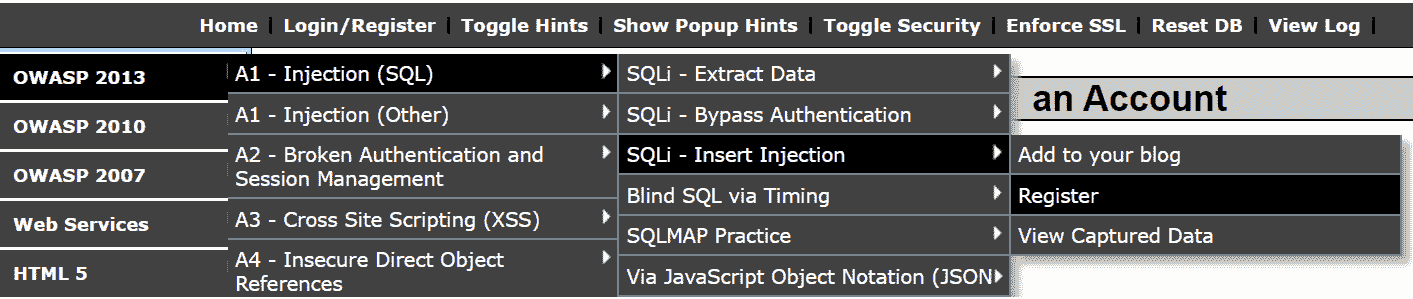 Home Login/Register Toggle Hints Show Popup Hints Toggle Security Enforce SSL Reset DB View Log
OWASP 2013
OWASP 2010
OWASP 2007
Web Services
HTML 5
A1 - Injection (SQL)
A1 - Injection (Other)
A2 - Broken Authentication and
Session Management
A3 - Cross Site Scripting (XSS)
A4 - Insecure Direct Object
References
SQLi - Extract Data
SQLi - Bypass Authentication
SQLi - Insert Injection
Blind SQL via Timing
SQLMAP Practice
Via JavaScript Object Notation (JSON
an Account
Add to your blog
Register
View Captured Data